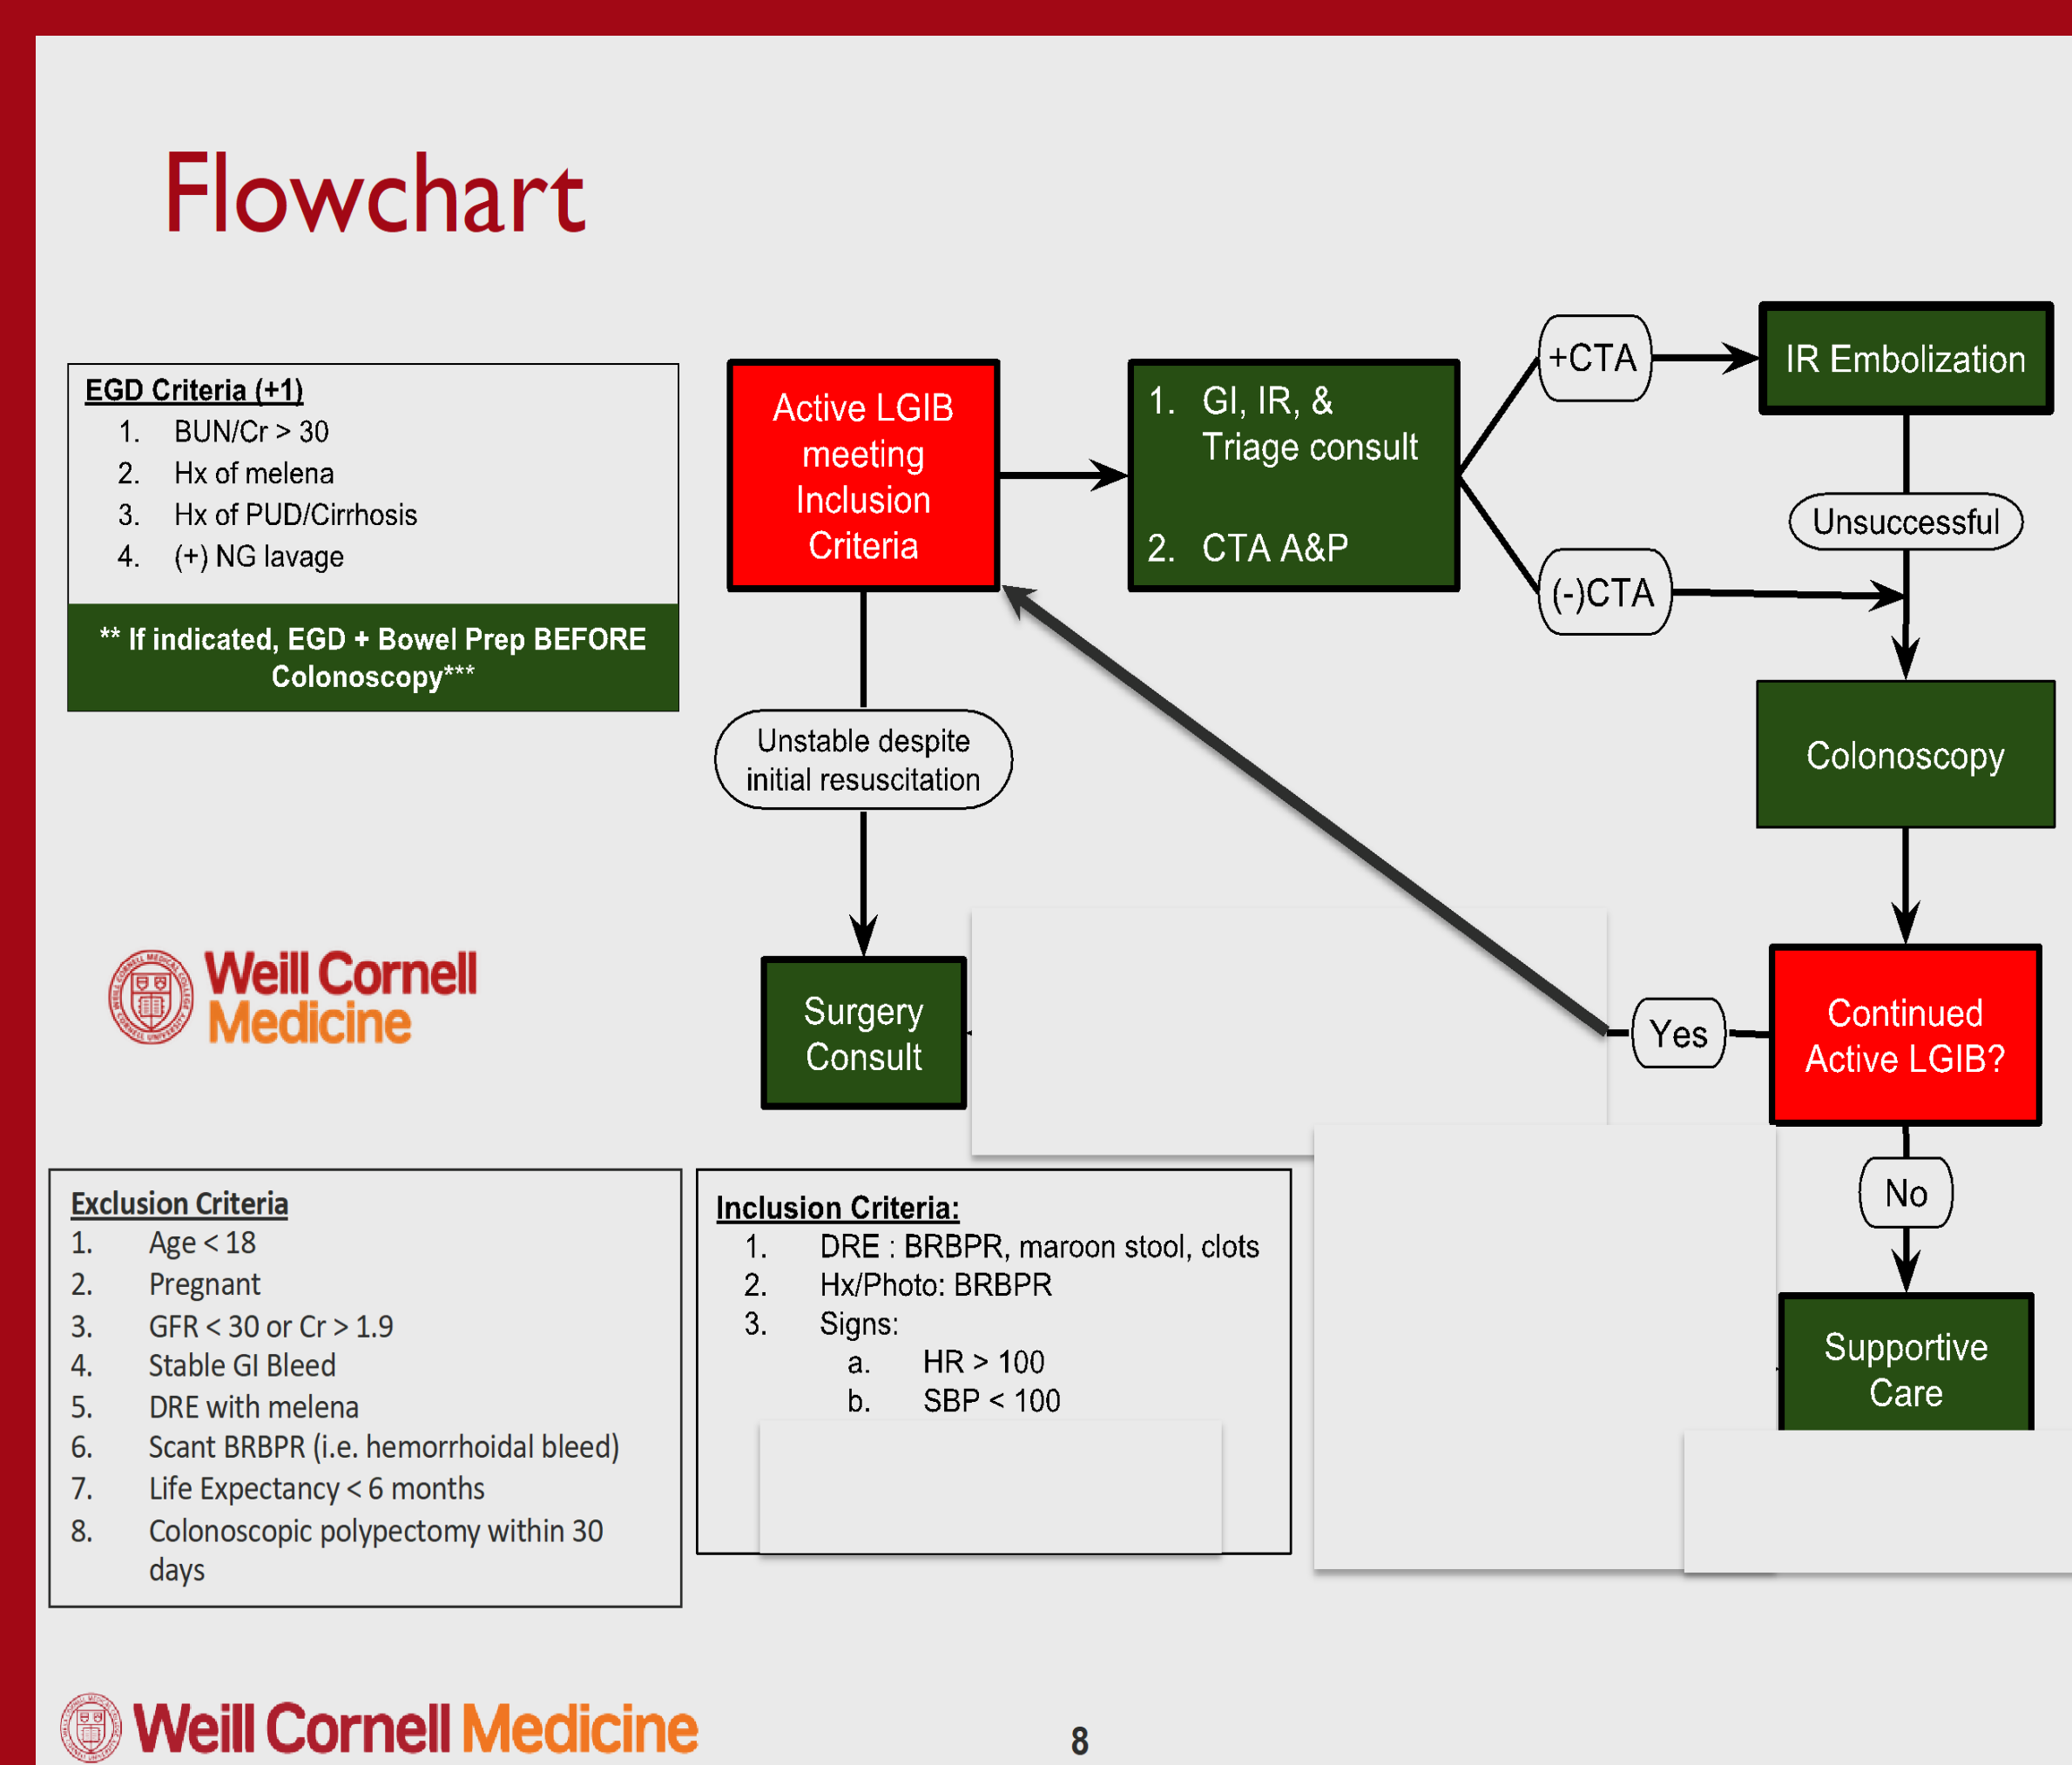 Flowchart
EGD Criteria (+1)
1. BUN/Cr > 30
2. Hx of melena
3. Hx of PUD/Cirrhosis
4. (+) NG lavage
** If indicated, EGD + Bowel Prep BEFORE
Colonoscopy***
Active LGIB
meeting
Inclusion
Criteria
1. GI, IR, &
Triage consult
2. CTA A&P
+CTA
(-)CTA
IR Embolization
Unsuccessful
Colonoscopy
Unstable despite
initial resuscitation
Surgery
Consult
Continued
Active LGIB?
Yes
No
Supportive
Care
Weill Cornell
Medicine
Exclusion Criteria
1. Age < 18
2. Pregnant
3. GFR < 30 or Cr > 1.9
4. Stable GI Bleed
5. DRE with melena
6. Scant BRBPR (i.e. hemorrhoidal bleed)
7. Life Expectancy < 6 months
8. Colonoscopic polypectomy within 30
days
Inclusion Criteria:
1. DRE : BRBPR, maroon stool, clots
2. Hx/Photo: BRBPR
3. Signs:
a. HR > 100
b. SBP < 100
Weill Cornell Medicine
8